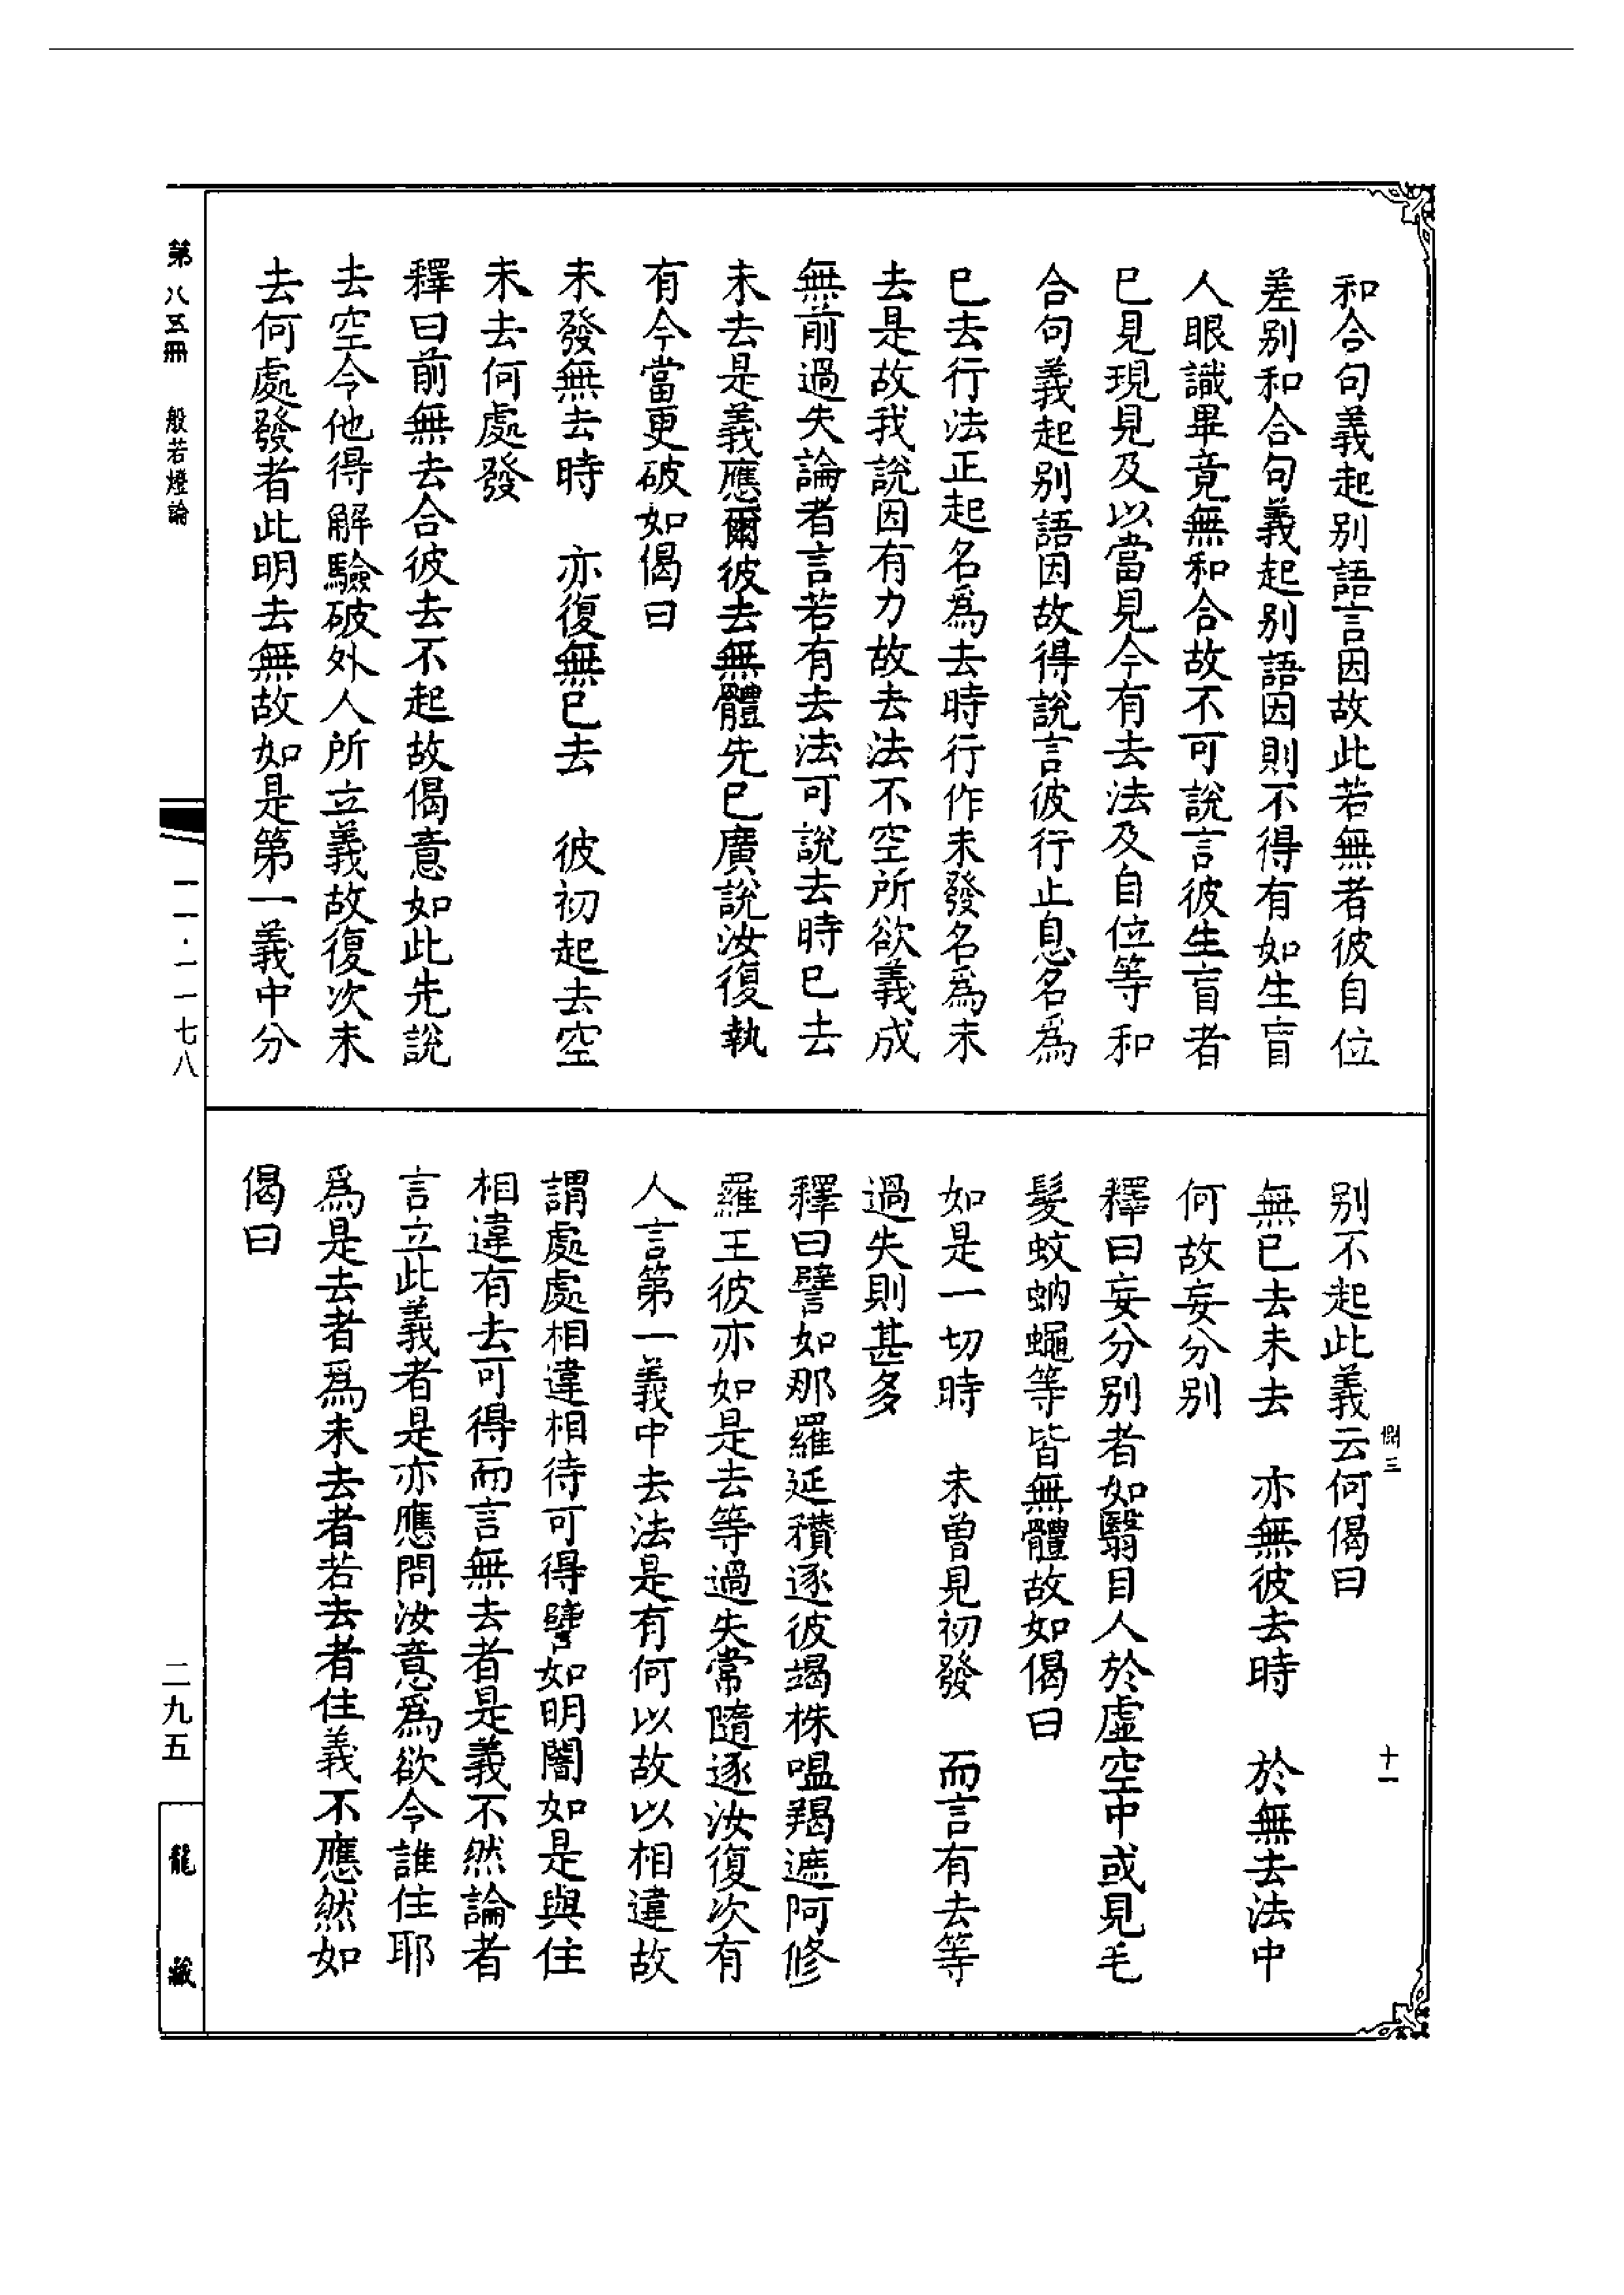 和合句義起別語言因故此若無者彼自位
差別和合句義起別語因則不得有如生盲
人眼識畢竟無和合故不可說言彼生盲者
已見現見及以當見今有去法及自位等和
合句義起別語因故得說言彼行止息名為
已去行法正起名為去時行作未發名為未
去是故我說因有力故去法不空所欲義成
無前過失論者言若有去法可說去時已去
未去是義應爾彼去無體先已廣說汝復執
有今當更破如偈曰
未發無去時　亦復無已去　彼初起去空
未去何處發
釋曰前無去合彼去不起故偈意如此先說
去空令他得解驗破外人所立義故復次未
去何處發者此明去無故如是第一義中分
別不起此義云何偈曰
無已去未去　亦無彼去時　於無去法中
何故妄分別
釋曰妄分別者如翳目人於虛空中或見毛
髮蚊蚋蠅等皆無體故如偈曰
如是一切時　未曾見初發　而言有去等
過失則甚多
釋曰譬如那羅延積逐彼竭株嗢羯遮阿修
羅王彼亦如是去等過失常隨逐汝復次有
人言第一義中去法是有何以故以相違故
謂處處相違相待可得譬如明闇如是與住
相違有去可得而言無去者是義不然論者
言立此義者是亦應問汝意為欲令誰住耶
為是去者為未去者若去者住義不應然如
偈曰
三
十一
第八五冊　般若燈論
一一·一一七八
二九五
龍藏